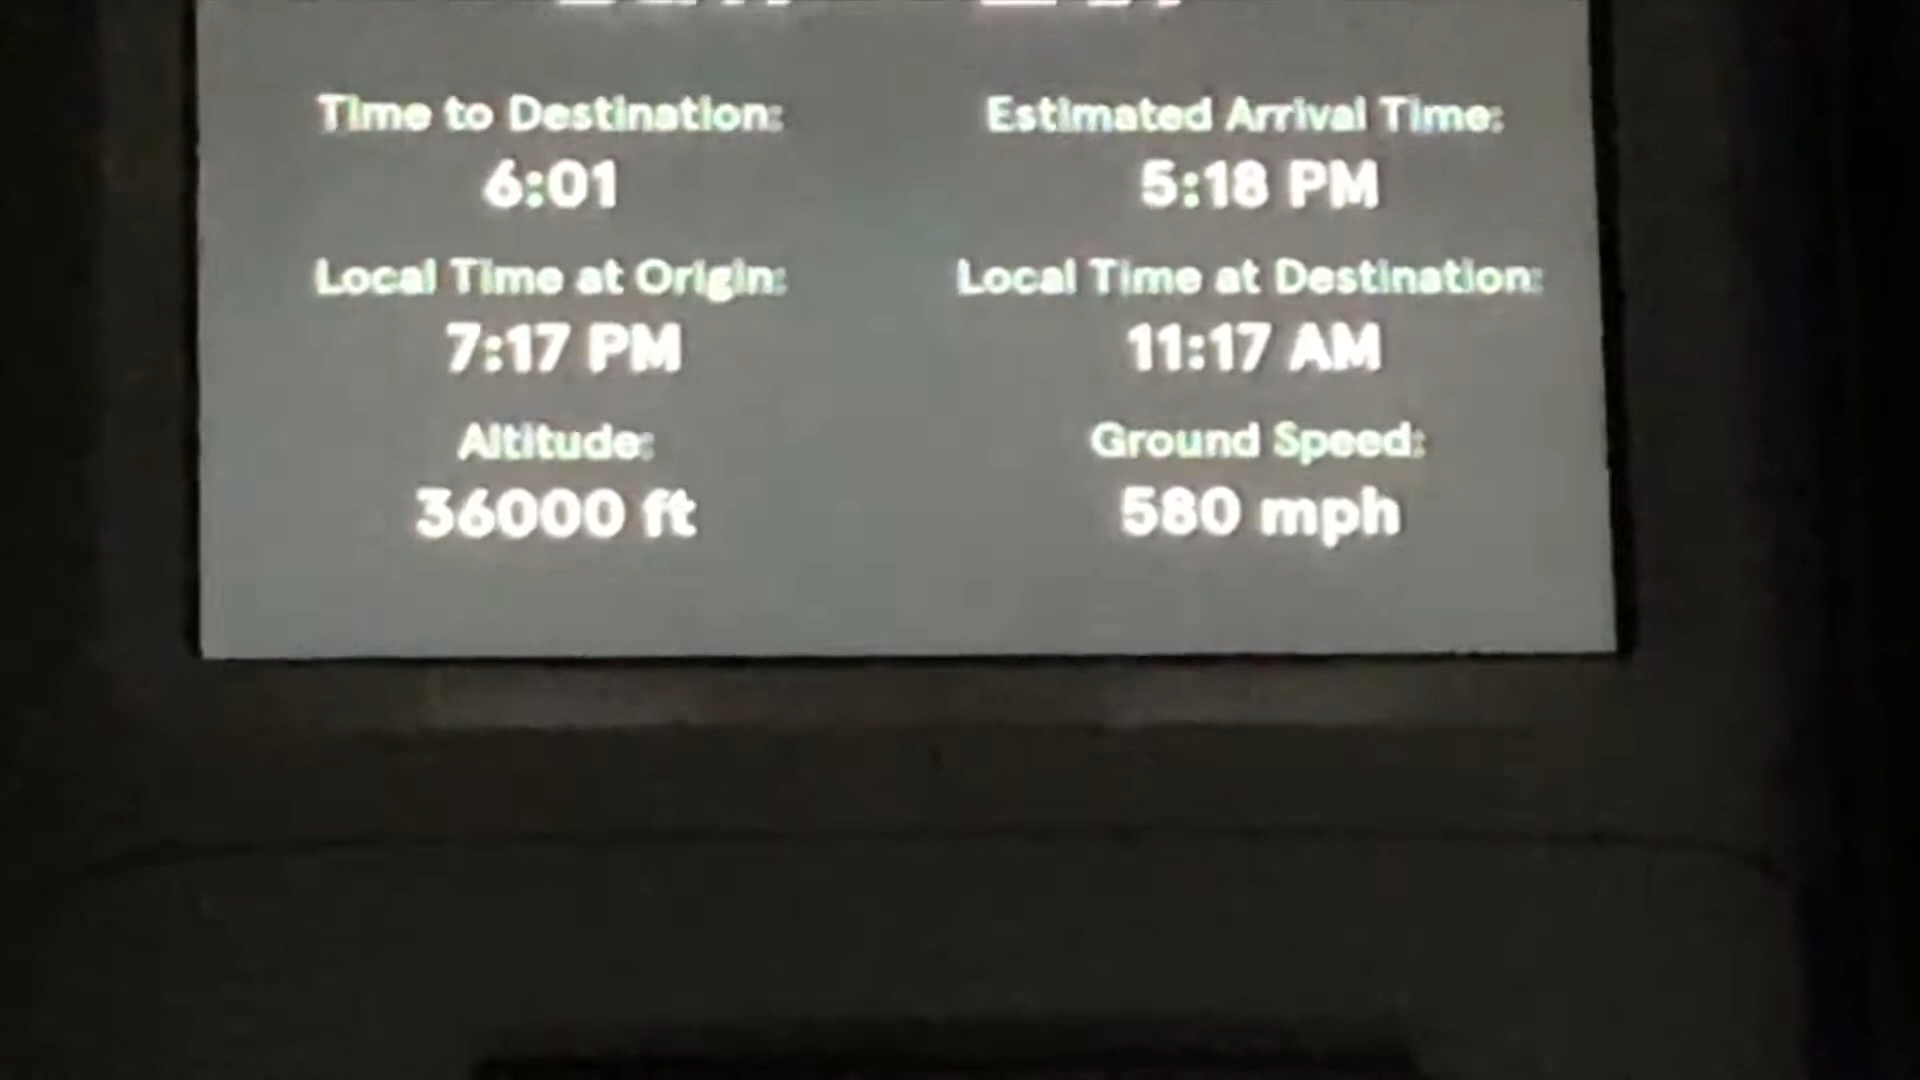 Time to Destination: Estimated Arrival Time:
6:01 5:18 PM
Local Time at Origin: Local Time at Destination:
7:17 PM 11:17 AM
Altitude: Ground Speed:
36000 ft 580 mph